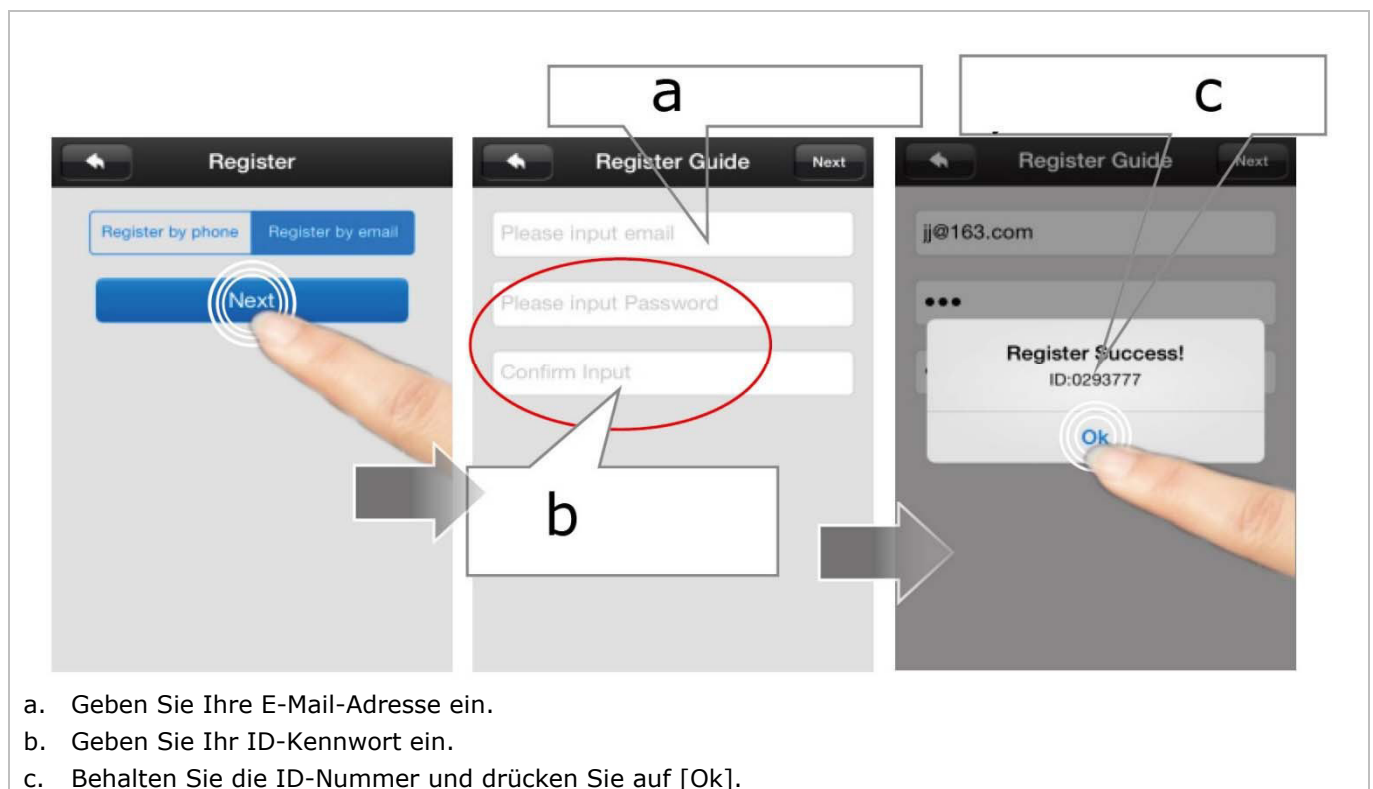 a
c
Register
Register Guide
Next
Register Guide
Next
Register by phone
Register by email
Please input email
jj@163.com
Next
Please input Password
•••
Confirm Input
Register Success!
ID:0293777
Ok
b
a. Geben Sie Ihre E-Mail-Adresse ein.
b. Geben Sie Ihr ID-Kennwort ein.
c. Behalten Sie die ID-Nummer und drücken Sie auf [Ok].